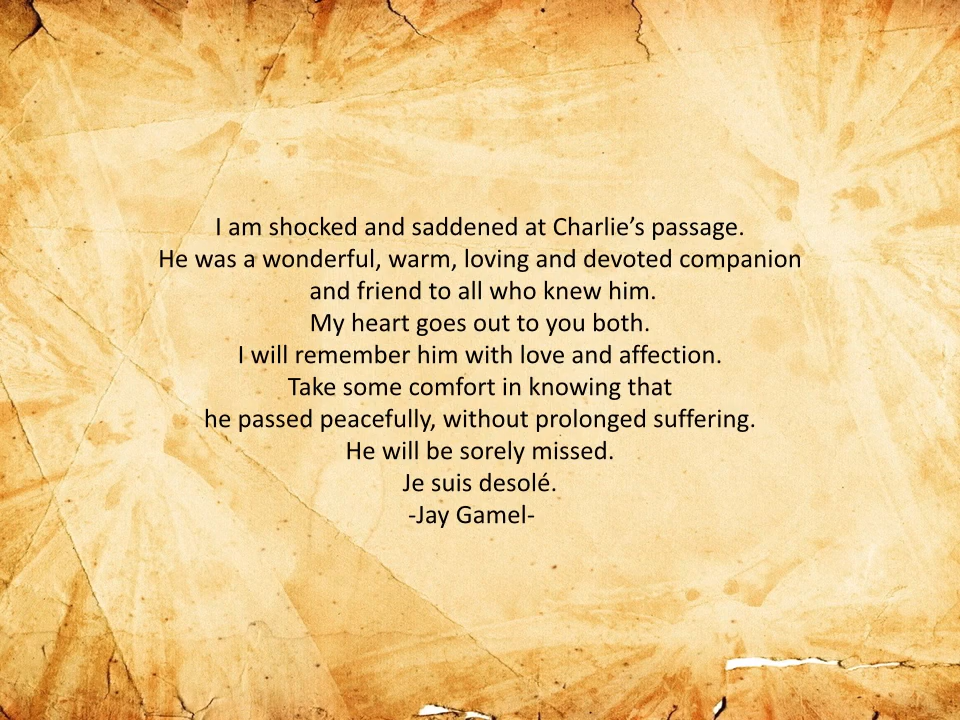 I am shocked and saddened at Charlie’s passage.
He was a wonderful, warm, loving and devoted companion
and friend to all who knew him.
My heart goes out to you both.
I will remember him with love and affection.
Take some comfort in knowing that
he passed peacefully, without prolonged suffering.
He will be sorely missed.
Je suis desolé.
-Jay Gamel-